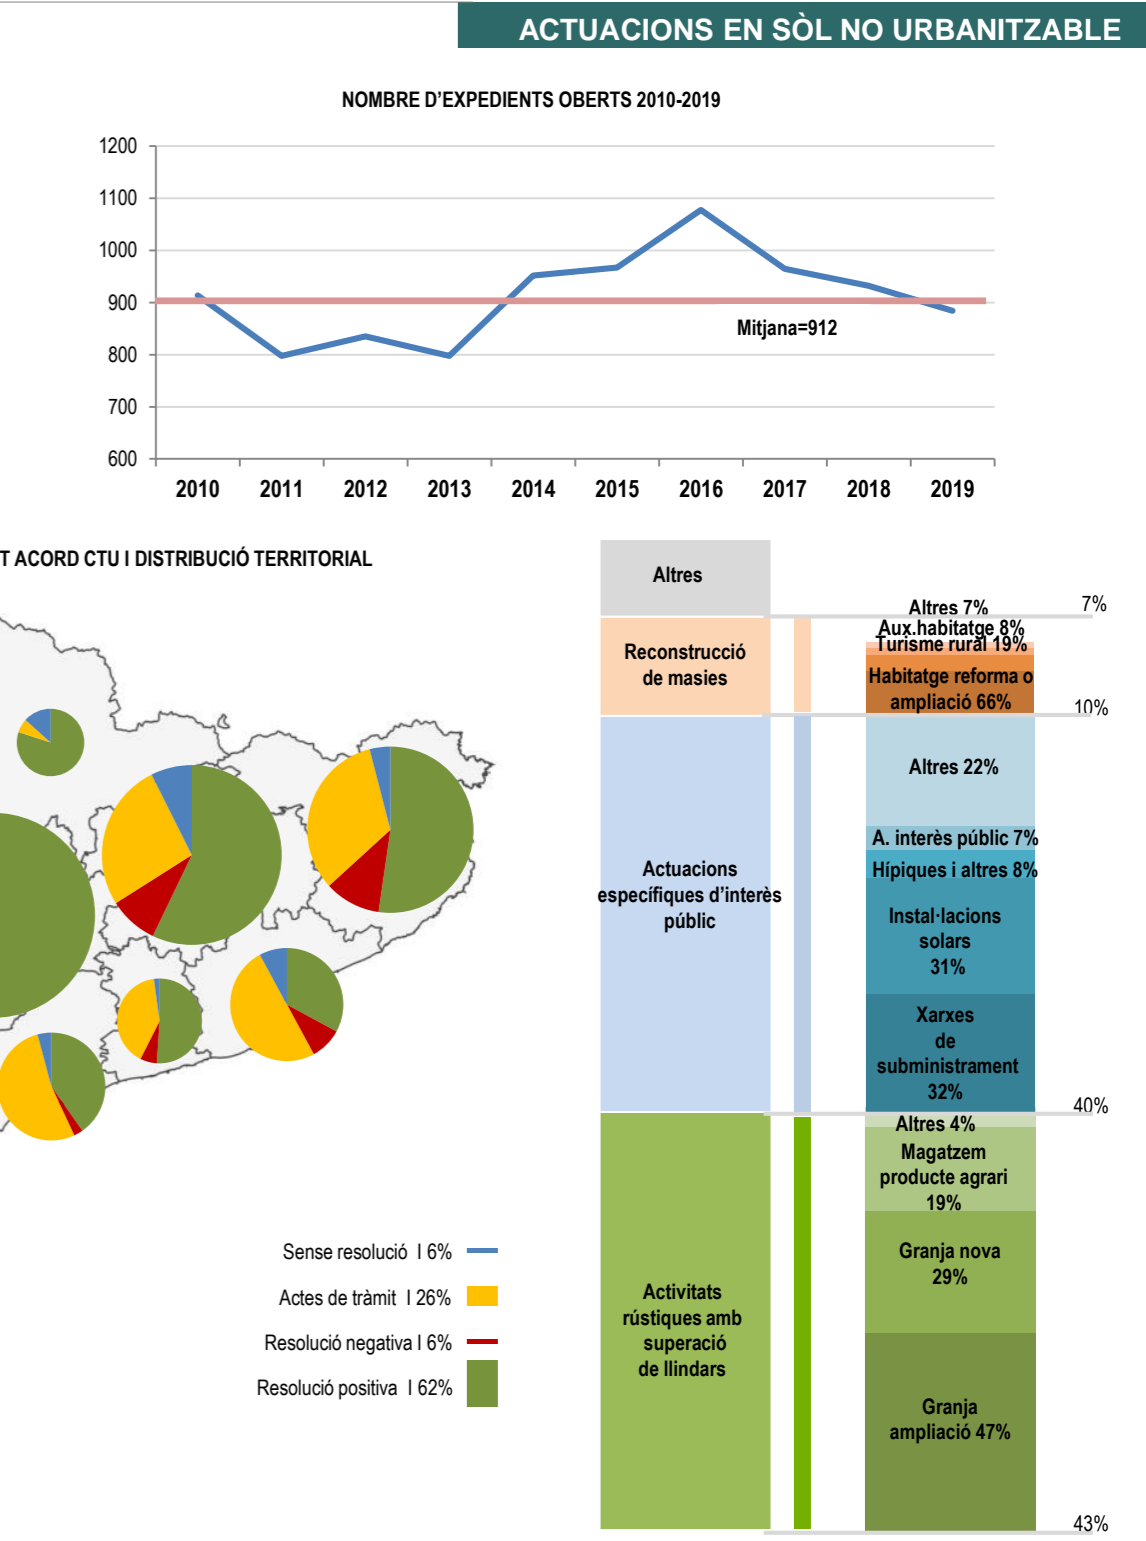 ACTUACIONS EN SÒL NO URBANITZABLE
NOMBRE D'EXPEDIENTS OBERTS 2010-2019
1200
1100
1000
900
800
700
600
Mitjana=912
2010 2011 2012 2013 2014 2015 2016 2017 2018 2019
T ACORD CTU I DISTRIBUCIÓ TERRITORIAL
Sense resolució I 6%
Actes de tràmit I 26%
Resolució negativa I 6%
Resolució positiva I 62%
Altres
Reconstrucció
de masies
Actuacions
específiques d'interès
públic
Activitats
rústiques amb
superació
de llindars
Altres 7%
Aux.habitatge 8%
Turisme rural 19%
Habitatge reforma o
ampliació 66%
Altres 22%
A. interès públic 7%
Hípiques i altres 8%
Instal·lacions
solars
31%
Xarxes
de
subministrament
32%
Altres 4%
Magatzem
producte agrari
19%
Granja nova
29%
Granja
ampliació 47%
7%
10%
40%
43%